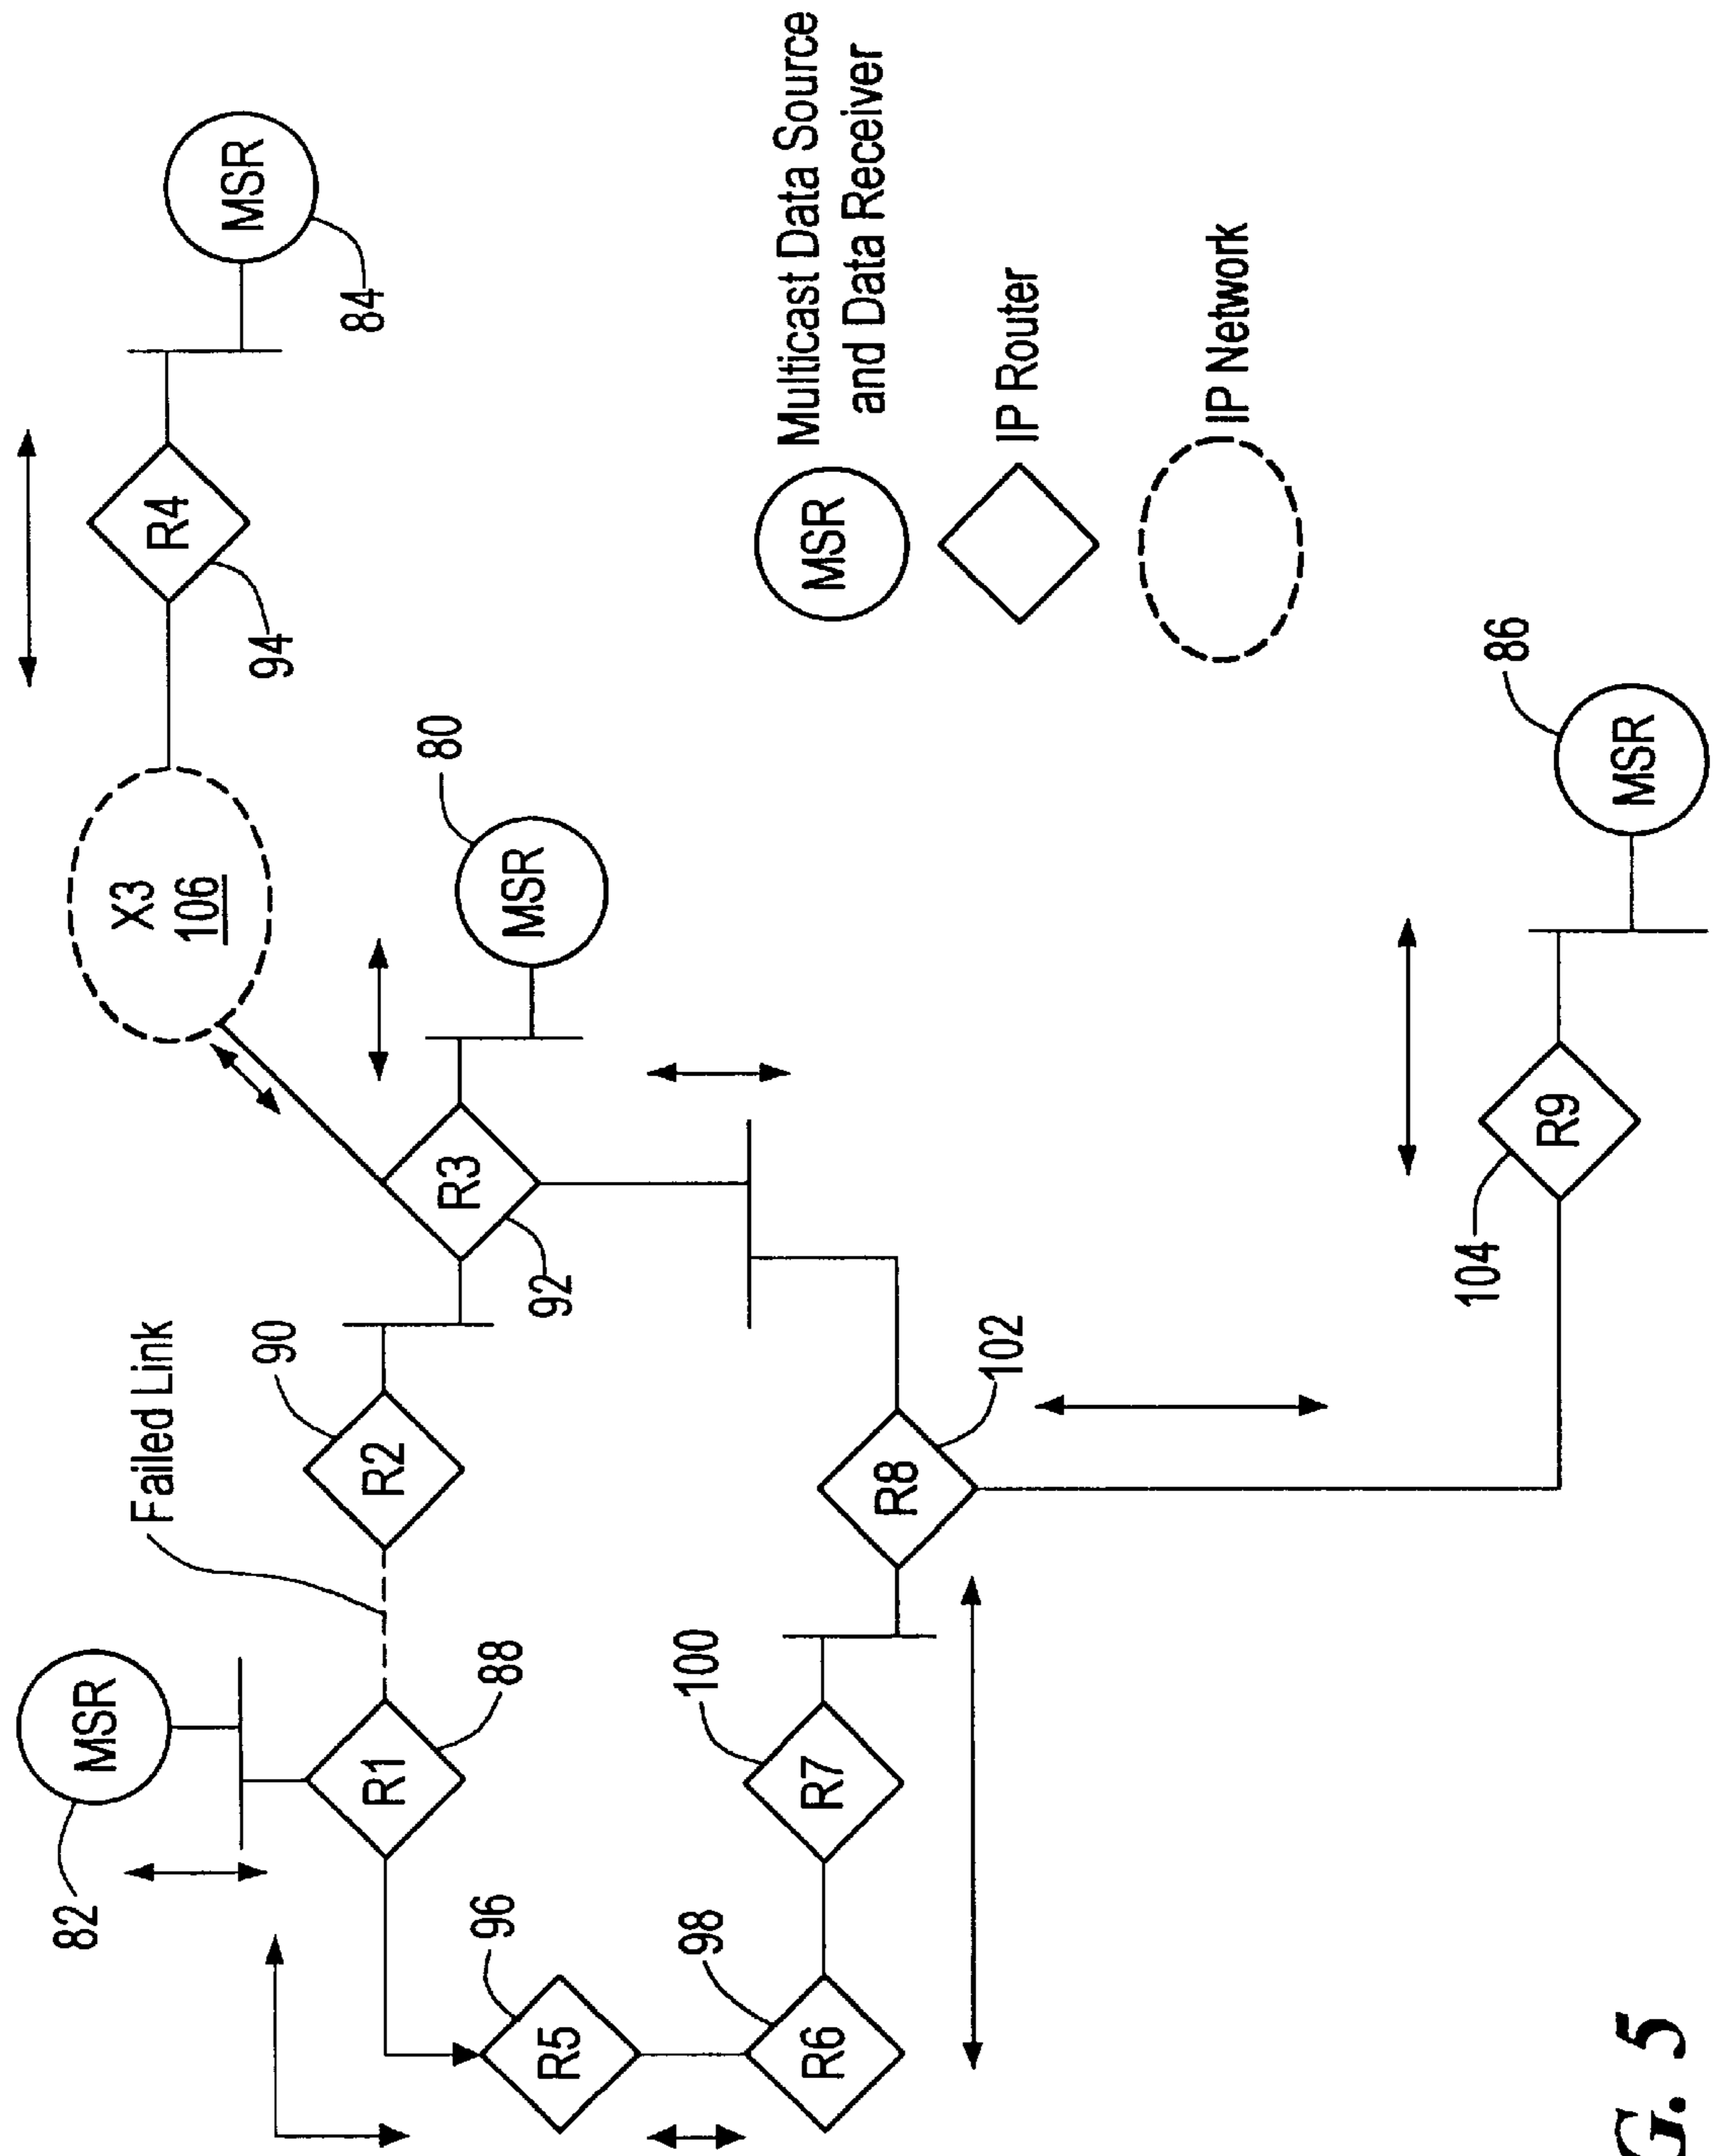 82
MSR
R1
88
Failed Link
R2
90
R3
92
X3
106
MSR
80
R4
94
MSR
84
R5
96
R6
98
R7
100
R8
102
R9
104
MSR
86
MSR
Multicast Data Source
and Data Receiver
IP Router
IP Network
G. 5